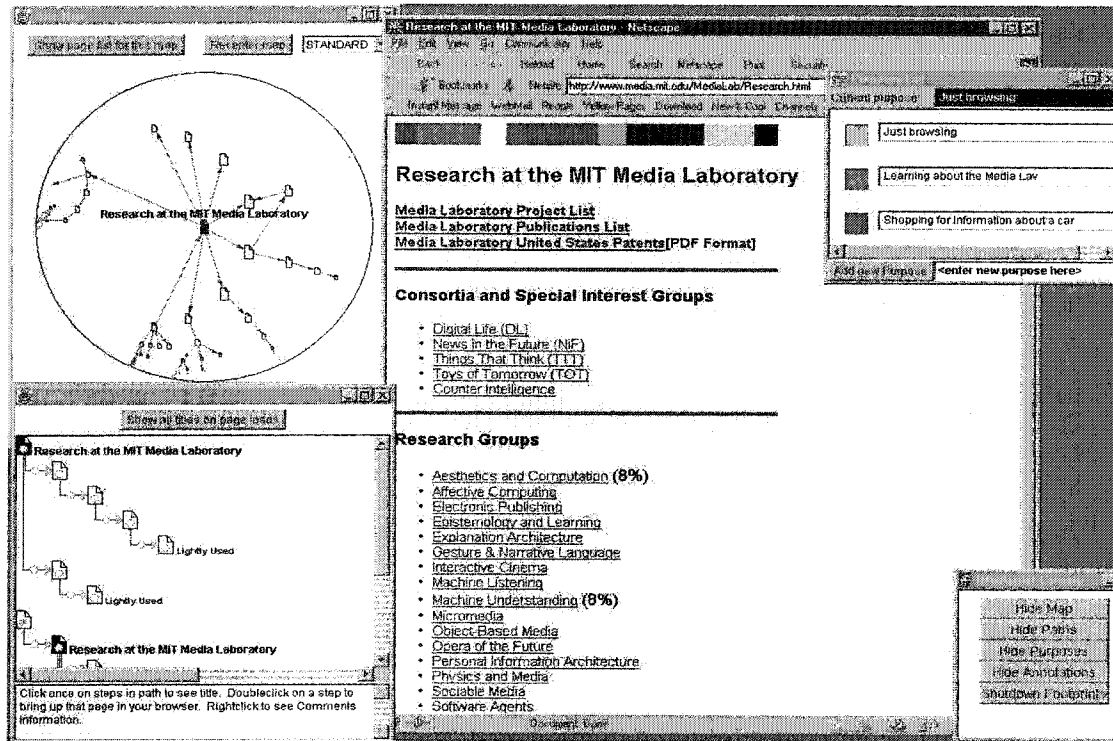 Show page list for this map
Recenter map
STANDARD
Research at the MIT Media Laboratory
Show all titles on page loads
Research at the MIT Media Laboratory
Lightly Used
Lightly Used
Research at the MIT Media Laboratory
Click once on steps in path to see title. Doubleclick on a step to
bring up that page in your browser. Rightclick to see Comments
information.
Research at the MIT Media Laboratory - Netscape
File Edit View Go Communicator Help
Back Reload Home Search Netscape Print Security
Bookmarks http://www.media.mit.edu/MediaLab/Research.html
Instant Message WebMail People Yellow Pages Download New & Cool Channels
Research at the MIT Media Laboratory
Media Laboratory Project List
Media Laboratory Publications List
Media Laboratory United States Patents[PDF Format]
Consortia and Special Interest Groups
• Digital Life (DL)
• News in the Future (NiF)
• Things That Think (TTT)
• Toys of Tomorrow (TOT)
• Counter Intelligence
Research Groups
• Aesthetics and Computation (8%)
• Affective Computing
• Electronic Publishing
• Epistemology and Learning
• Explanation Architecture
• Gesture & Narrative Language
• Interactive Cinema
• Machine Listening
• Machine Understanding (8%)
• Micromedia
• Object-Based Media
• Opera of the Future
• Personal Information Architecture
• Physics and Media
• Sociable Media
• Software Agents
Document: Done
Current purpose: Just browsing
Just browsing
Learning about the Media Lav
Shopping for information about a car
Add new Purpose <enter new purpose here>
Hide Map
Hide Paths
Hide Purposes
Hide Annotations
Shutdown Footprints